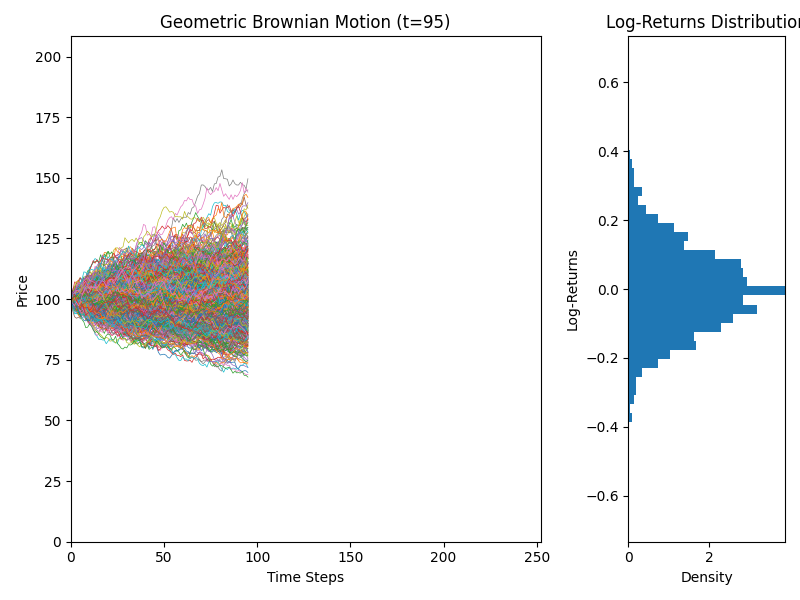 Geometric Brownian Motion (t=95)
200
175
150
125
100
75
50
25
0
Price
0 50 100 150 200 250
Time Steps
Log-Returns Distribution
0.6
0.4
0.2
0.0
−0.2
−0.4
−0.6
Log-Returns
0 2
Density